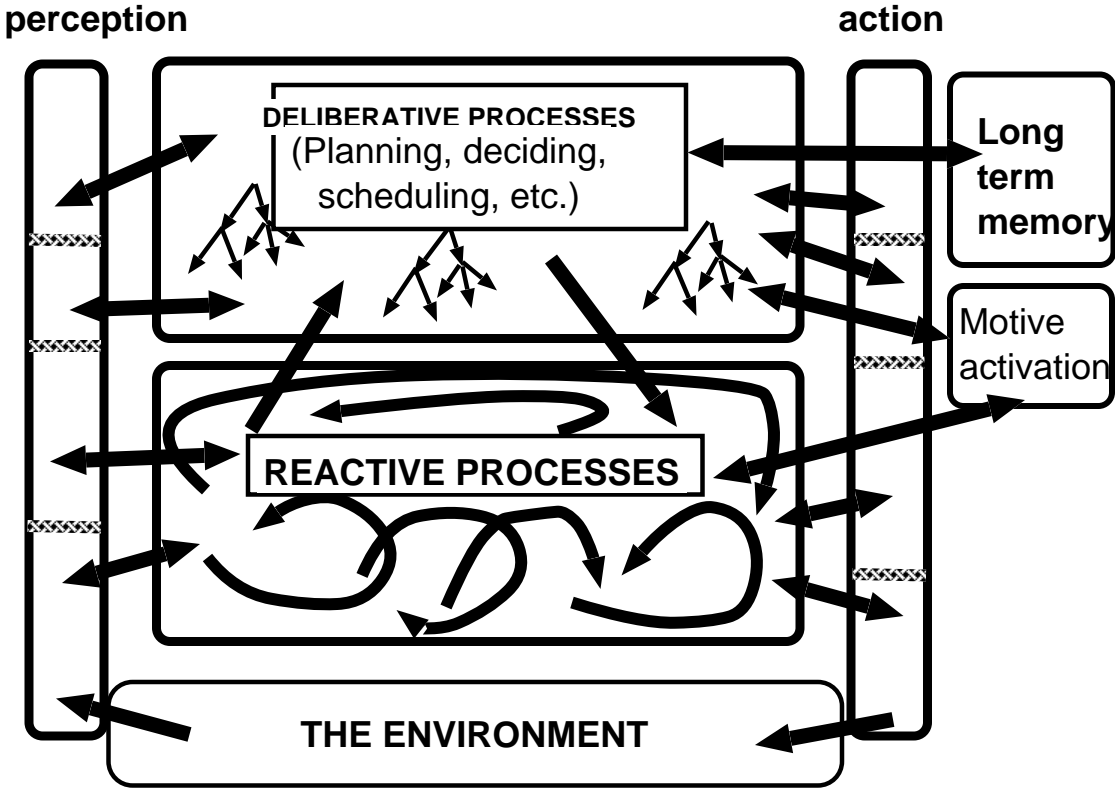 perception
action
DELIBERATIVE PROCESSES
(Planning, deciding,
scheduling, etc.)
Long
term
memory
Motive
activation
REACTIVE PROCESSES
THE ENVIRONMENT